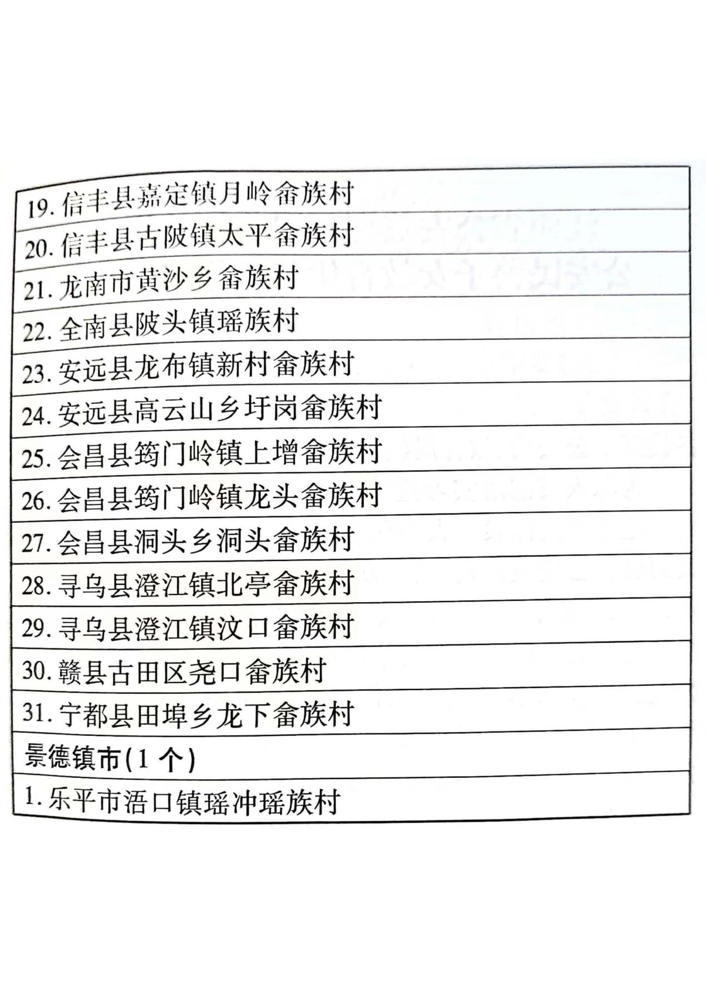 19. 信丰县嘉定镇月岭畲族村
20. 信丰县古陂镇太平畲族村
21. 龙南市黄沙乡畲族村
22. 全南县陂头镇瑶族村
23. 安远县龙布镇新村畲族村
24. 安远县高云山乡圩岗畲族村
25. 会昌县筠门岭镇上增畲族村
26. 会昌县筠门岭镇龙头畲族村
27. 会昌县洞头乡洞头畲族村
28. 寻乌县澄江镇北亭畲族村
29. 寻乌县澄江镇汶口畲族村
30. 赣县古田区尧口畲族村
31. 宁都县田埠乡龙下畲族村
景德镇市(1 个)
1. 乐平市浯口镇瑶冲瑶族村